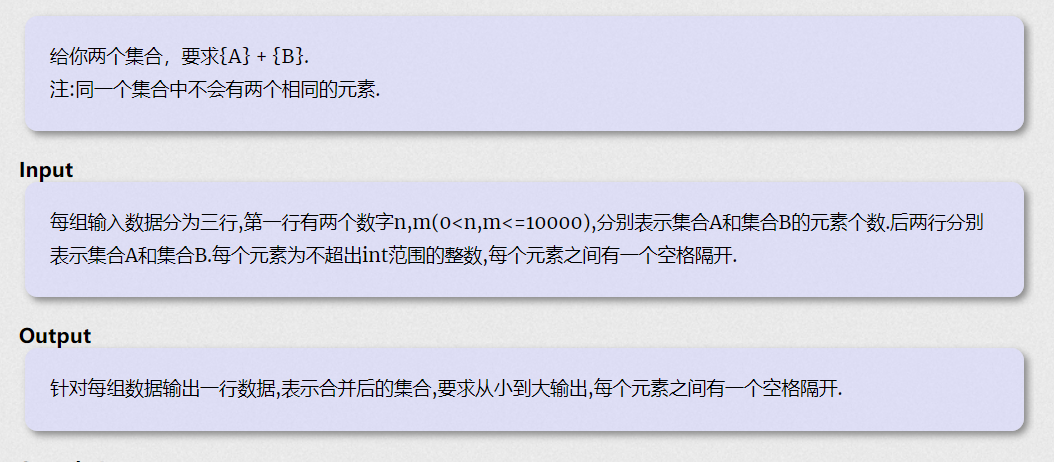 给你两个集合，要求{A} + {B}.
注:同一个集合中不会有两个相同的元素.
Input
每组输入数据分为三行,第一行有两个数字n,m(0<n,m<=10000),分别表示集合A和集合B的元素个数.后两行分别
表示集合A和集合B.每个元素为不超出int范围的整数,每个元素之间有一个空格隔开.
Output
针对每组数据输出一行数据,表示合并后的集合,要求从小到大输出,每个元素之间有一个空格隔开.